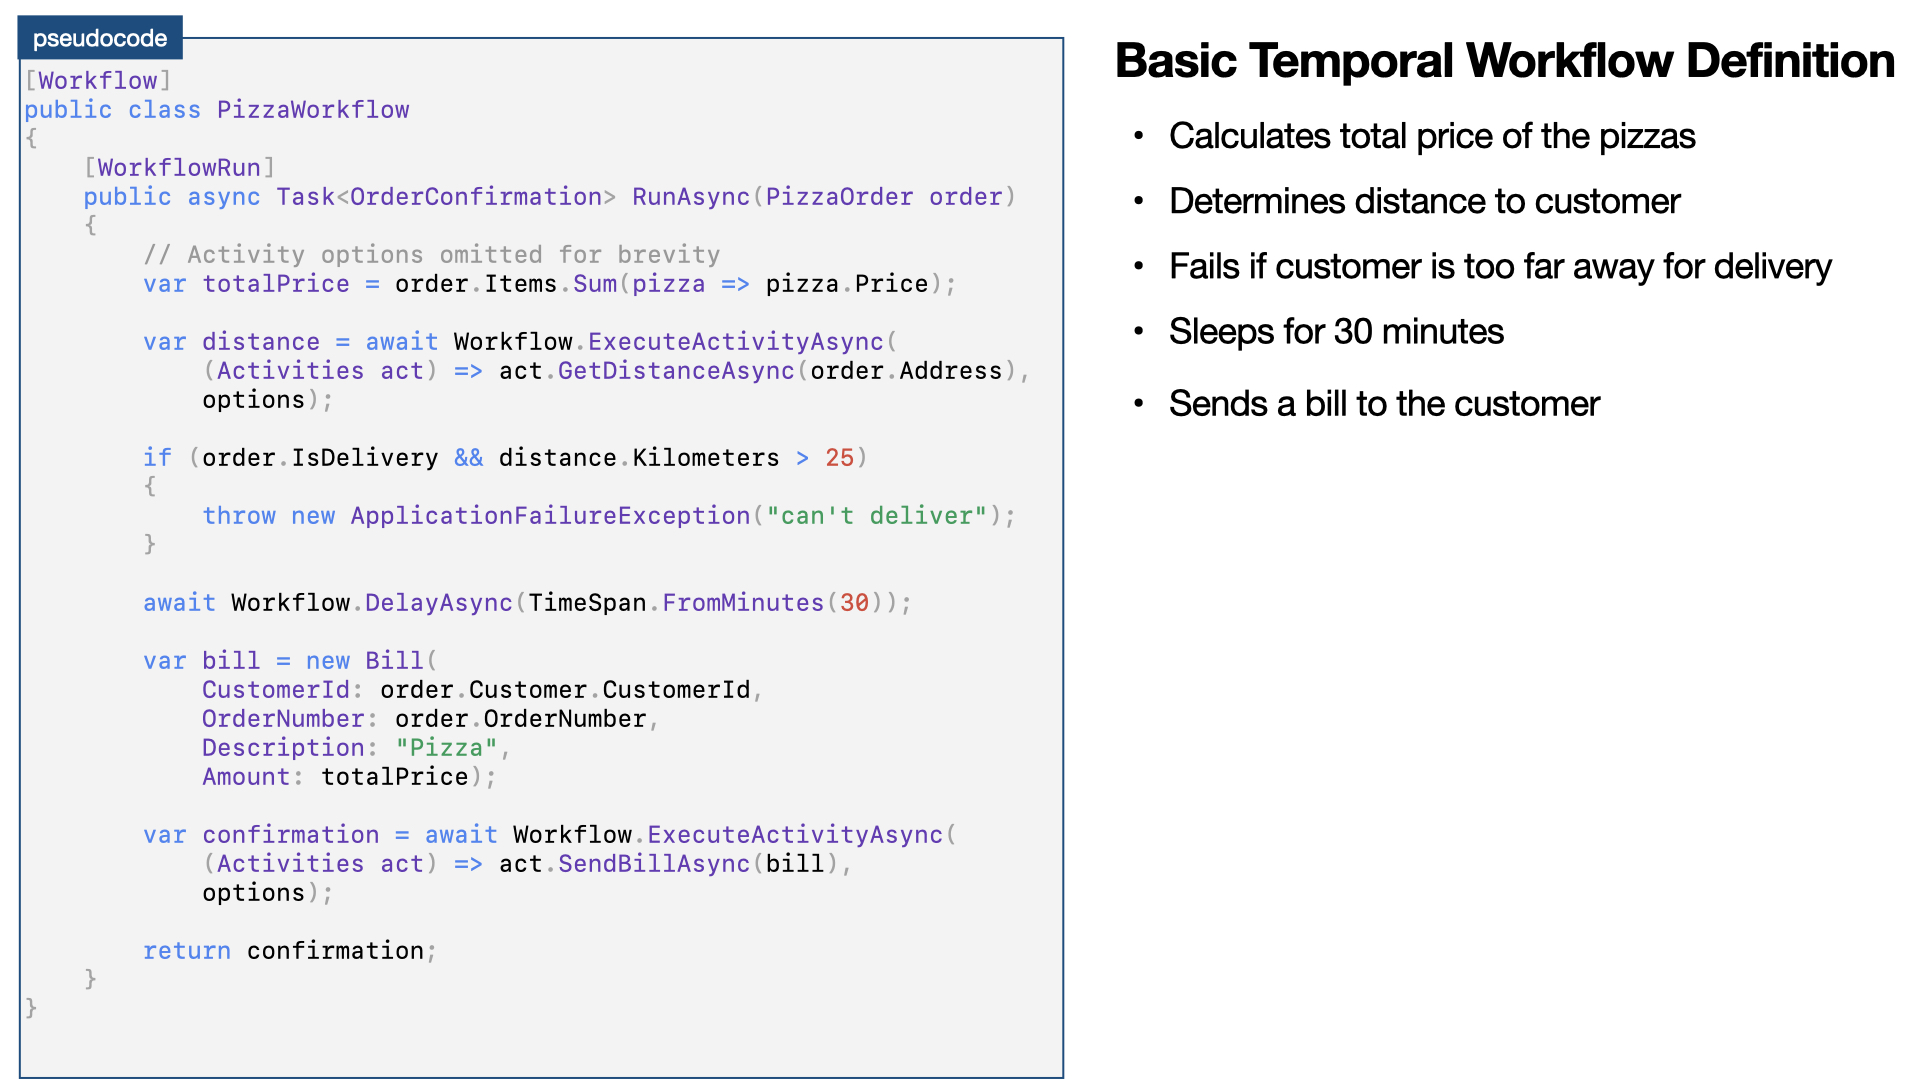 pseudocode
[Workflow]
public class PizzaWorkflow
{
    [WorkflowRun]
    public async Task<OrderConfirmation> RunAsync(PizzaOrder order)
    {
        // Activity options omitted for brevity
        var totalPrice = order.Items.Sum(pizza => pizza.Price);

        var distance = await Workflow.ExecuteActivityAsync(
            (Activities act) => act.GetDistanceAsync(order.Address),
            options);

        if (order.IsDelivery && distance.Kilometers > 25)
        {
            throw new ApplicationFailureException("can't deliver");
        }

        await Workflow.DelayAsync(TimeSpan.FromMinutes(30));

        var bill = new Bill(
            CustomerId: order.Customer.CustomerId,
            OrderNumber: order.OrderNumber,
            Description: "Pizza",
            Amount: totalPrice);

        var confirmation = await Workflow.ExecuteActivityAsync(
            (Activities act) => act.SendBillAsync(bill),
            options);

        return confirmation;
    }
}
Basic Temporal Workflow Definition
• Calculates total price of the pizzas
• Determines distance to customer
• Fails if customer is too far away for delivery
• Sleeps for 30 minutes
• Sends a bill to the customer